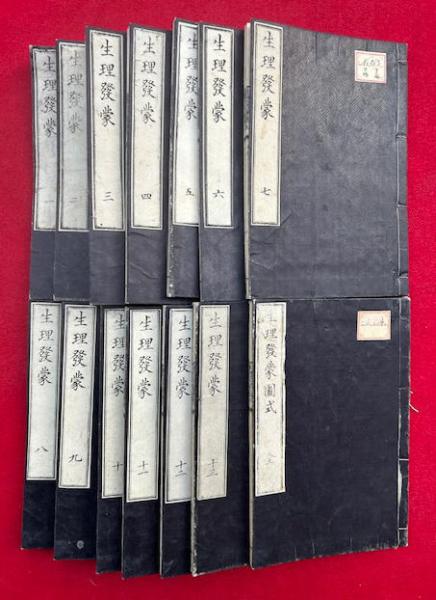 生理發蒙 一
生理發蒙 二
生理發蒙 三
生理發蒙 四
生理發蒙 五
生理發蒙 六
生理發蒙 七
生理發蒙 八
生理發蒙 九
生理發蒙 十
生理發蒙 十一
生理發蒙 十二
生理發蒙 十三
生理發蒙圖式